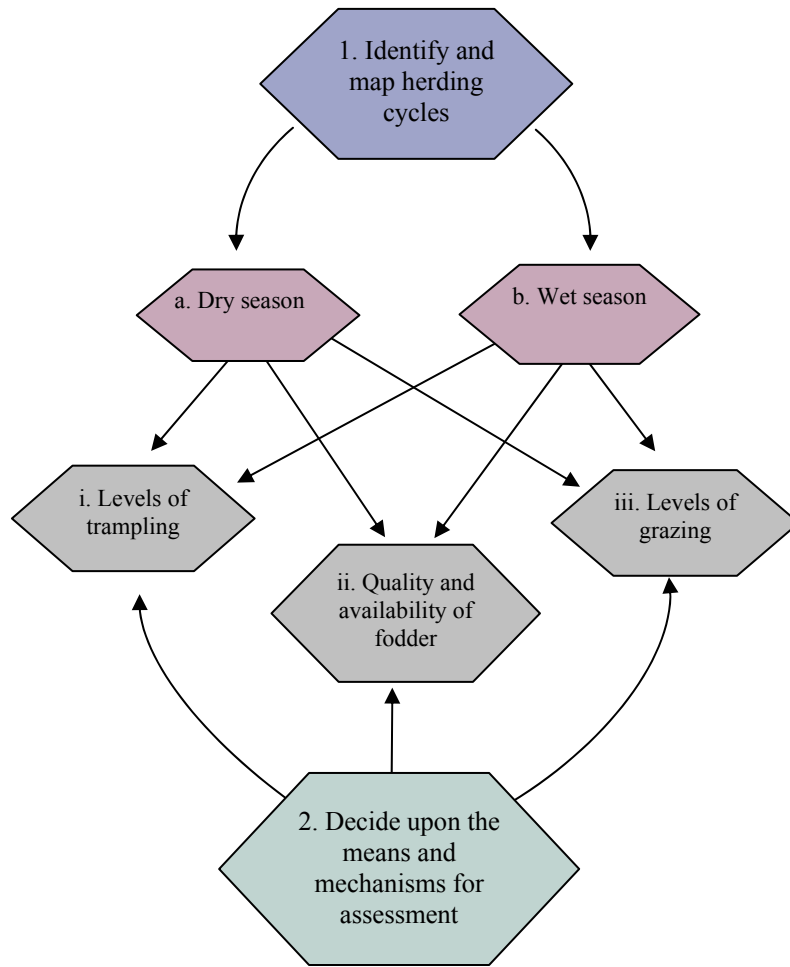 1. Identify and
map herding
cycles
a. Dry season
b. Wet season
i. Levels of
trampling
ii. Quality and
availability of
fodder
iii. Levels of
grazing
2. Decide upon the
means and
mechanisms for
assessment